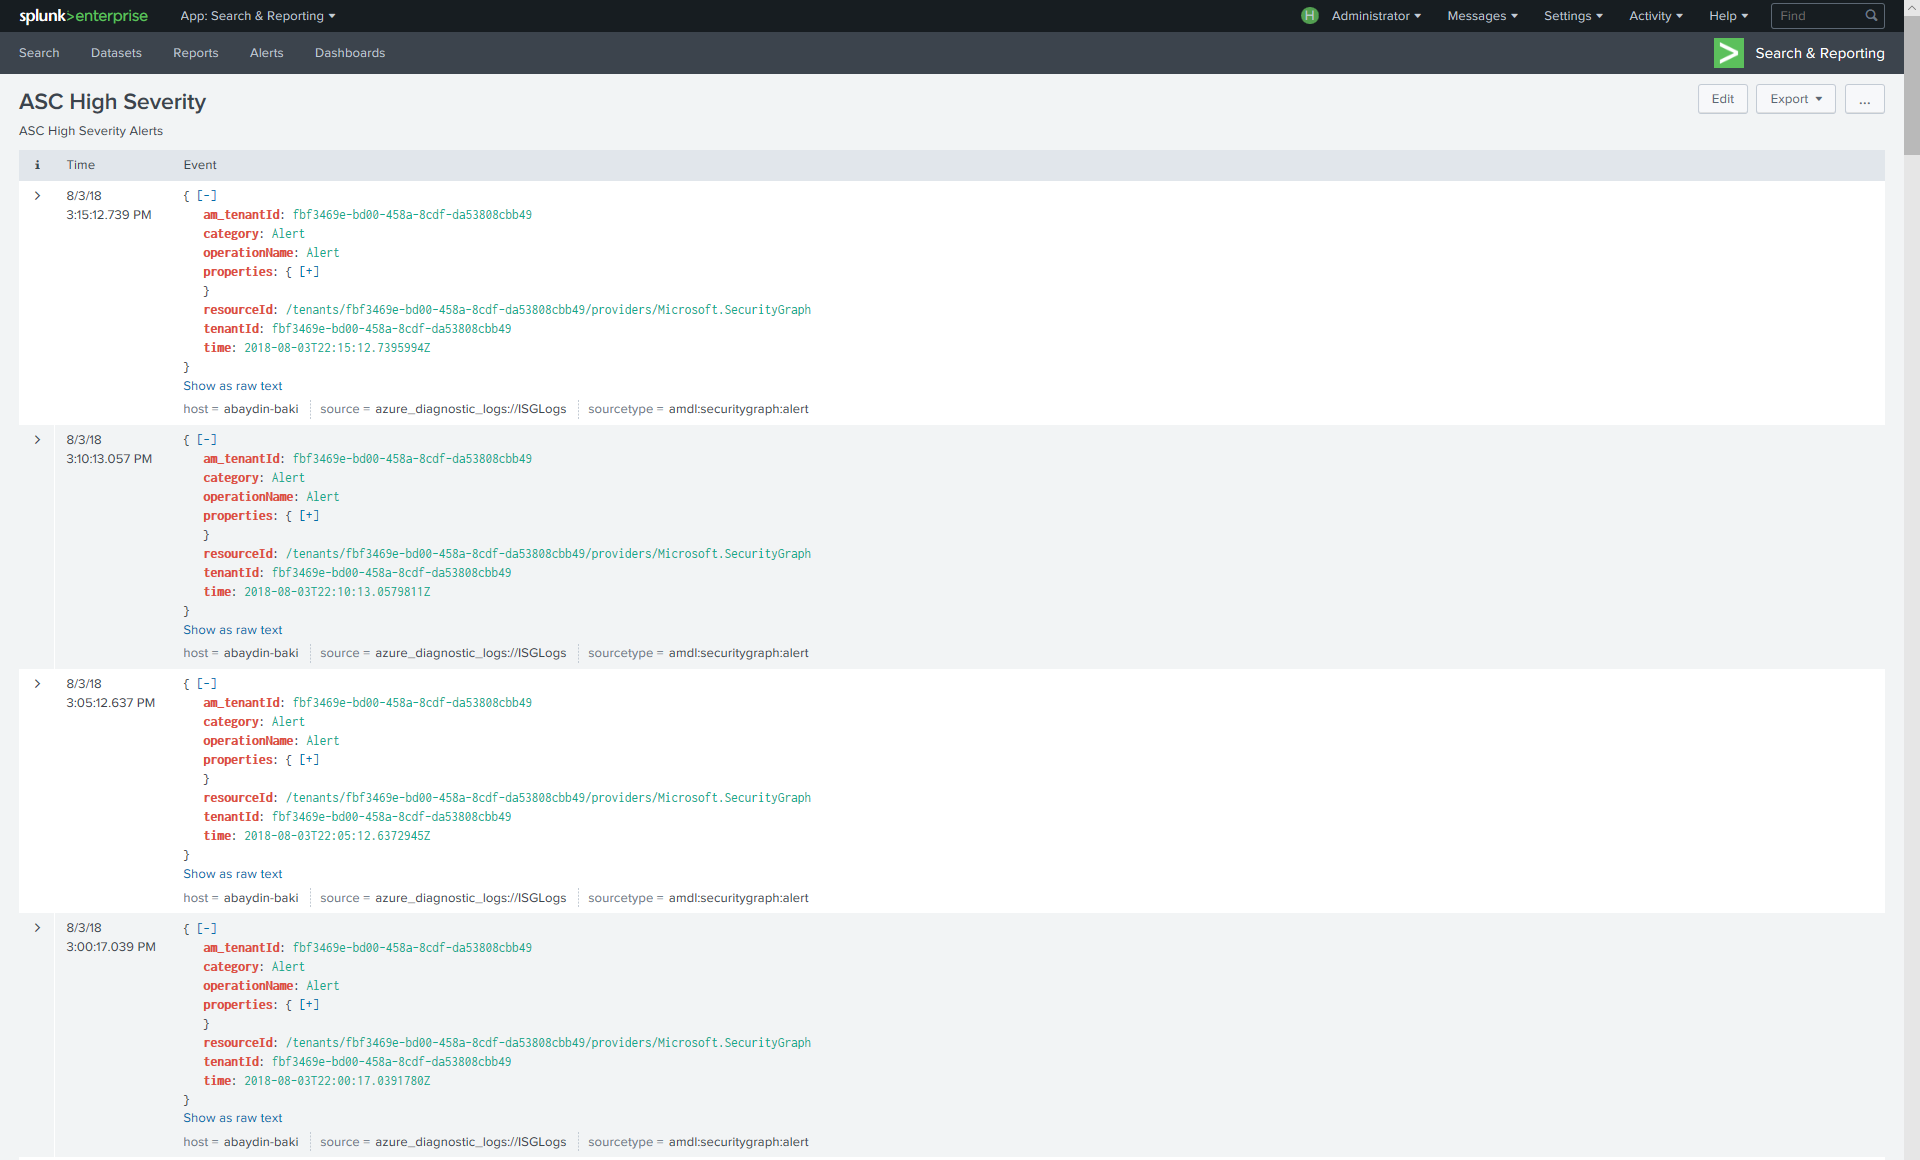 splunk>enterprise App: Search & Reporting H Administrator Messages Settings Activity Help Find
Search Datasets Reports Alerts Dashboards Search & Reporting
ASC High Severity Edit Export ...
ASC High Severity Alerts
i Time Event
8/3/18 { [-]
3:15:12.739 PM am_tenantId: fbf3469e-bd00-458a-8cdf-da53808cbb49
category: Alert
operationName: Alert
properties: { [+]
}
resourceId: /tenants/fbf3469e-bd00-458a-8cdf-da53808cbb49/providers/Microsoft.SecurityGraph
tenantId: fbf3469e-bd00-458a-8cdf-da53808cbb49
time: 2018-08-03T22:15:12.7395994Z
}
Show as raw text
host = abaydin-baki source = azure_diagnostic_logs://ISGLogs sourcetype = amdl:securitygraph:alert
8/3/18 { [-]
3:10:13.057 PM am_tenantId: fbf3469e-bd00-458a-8cdf-da53808cbb49
category: Alert
operationName: Alert
properties: { [+]
}
resourceId: /tenants/fbf3469e-bd00-458a-8cdf-da53808cbb49/providers/Microsoft.SecurityGraph
tenantId: fbf3469e-bd00-458a-8cdf-da53808cbb49
time: 2018-08-03T22:10:13.0579811Z
}
Show as raw text
host = abaydin-baki source = azure_diagnostic_logs://ISGLogs sourcetype = amdl:securitygraph:alert
8/3/18 { [-]
3:05:12.637 PM am_tenantId: fbf3469e-bd00-458a-8cdf-da53808cbb49
category: Alert
operationName: Alert
properties: { [+]
}
resourceId: /tenants/fbf3469e-bd00-458a-8cdf-da53808cbb49/providers/Microsoft.SecurityGraph
tenantId: fbf3469e-bd00-458a-8cdf-da53808cbb49
time: 2018-08-03T22:05:12.6372945Z
}
Show as raw text
host = abaydin-baki source = azure_diagnostic_logs://ISGLogs sourcetype = amdl:securitygraph:alert
8/3/18 { [-]
3:00:17.039 PM am_tenantId: fbf3469e-bd00-458a-8cdf-da53808cbb49
category: Alert
operationName: Alert
properties: { [+]
}
resourceId: /tenants/fbf3469e-bd00-458a-8cdf-da53808cbb49/providers/Microsoft.SecurityGraph
tenantId: fbf3469e-bd00-458a-8cdf-da53808cbb49
time: 2018-08-03T22:00:17.0391780Z
}
Show as raw text
host = abaydin-baki source = azure_diagnostic_logs://ISGLogs sourcetype = amdl:securitygraph:alert